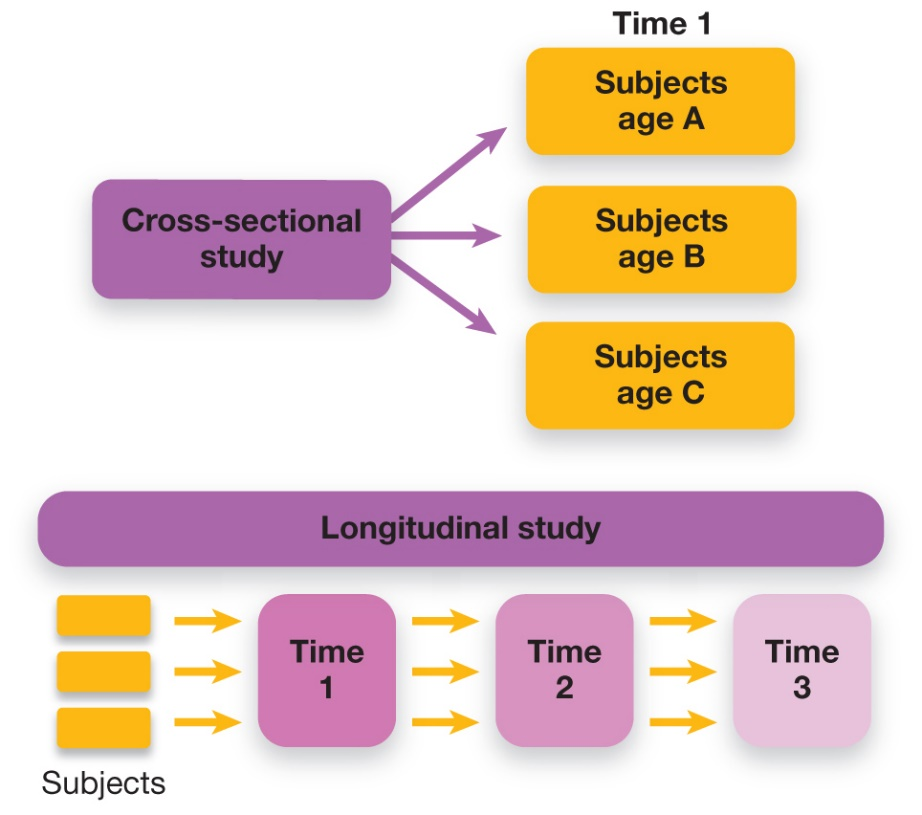 Time 1
Subjects
age A
Cross-sectional
study
Subjects
age B
Subjects
age C
Longitudinal study
Time
1
Time
2
Time
3
Subjects